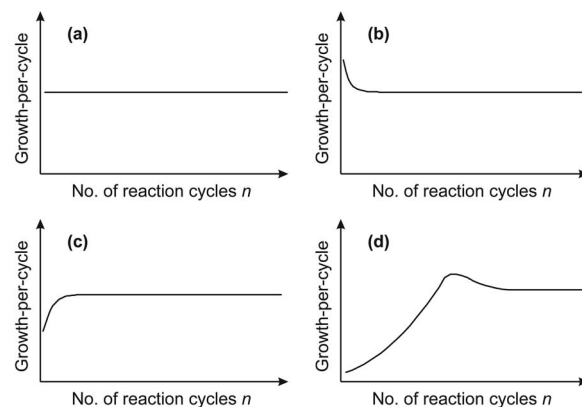 (a)
Growth-per-cycle
No. of reaction cycles n
(b)
Growth-per-cycle
No. of reaction cycles n
(c)
Growth-per-cycle
No. of reaction cycles n
(d)
Growth-per-cycle
No. of reaction cycles n